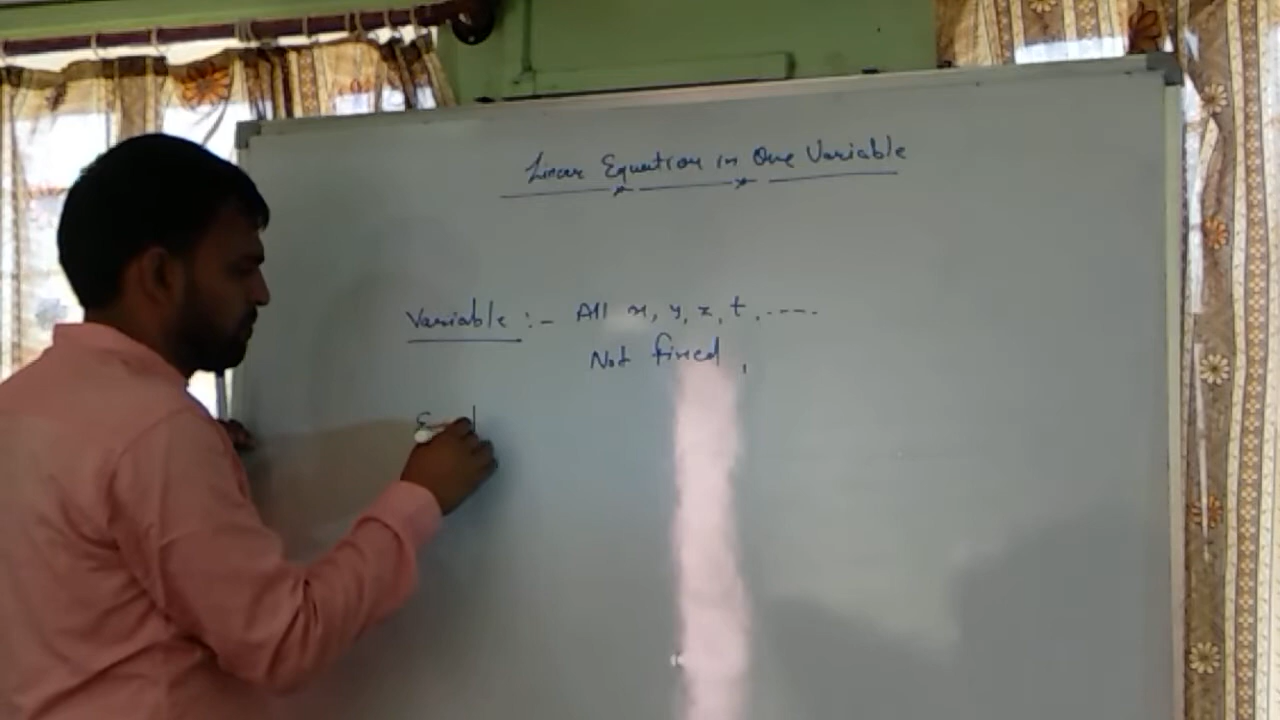 Linear Equation in One Variable
Variable :- All x, y, z, t, ----.
Not fixed,